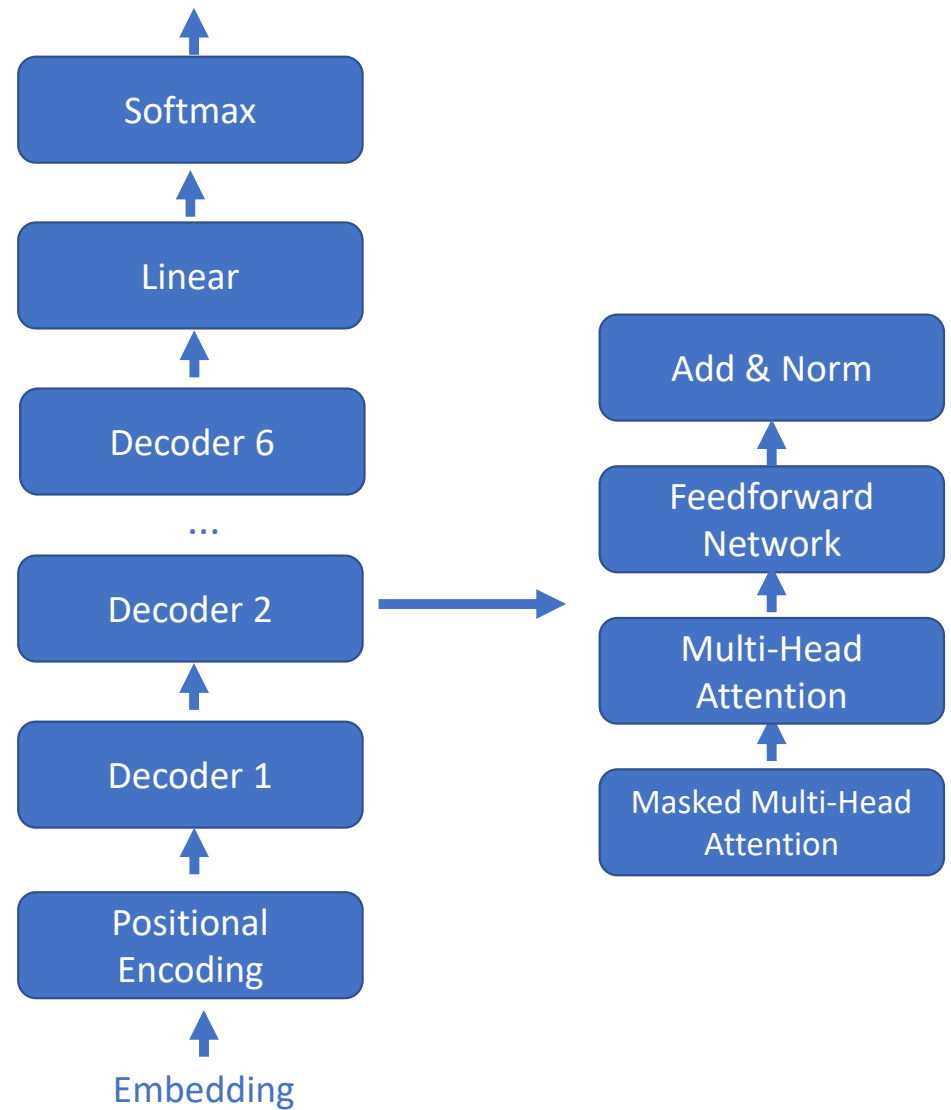 Softmax
Linear
Decoder 6
...
Decoder 2
Decoder 1
Positional
Encoding
Embedding
Add & Norm
Feedforward
Network
Multi-Head
Attention
Masked Multi-Head
Attention